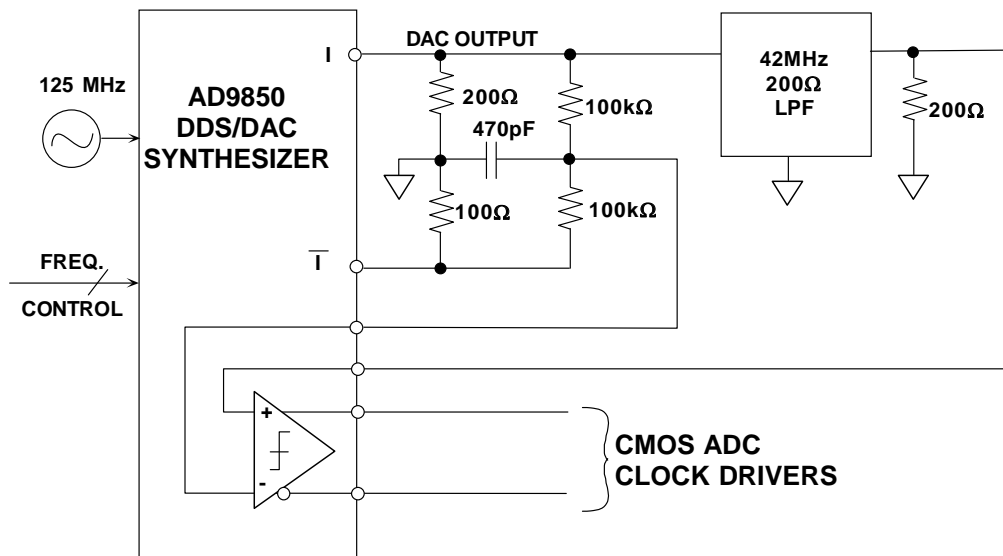 I
DAC OUTPUT
125 MHz
AD9850
DDS/DAC
SYNTHESIZER
200Ω
100kΩ
470pF
42MHz
200Ω
LPF
200Ω
100Ω
100kΩ
I
FREQ.
CONTROL
+
-
CMOS ADC
CLOCK DRIVERS